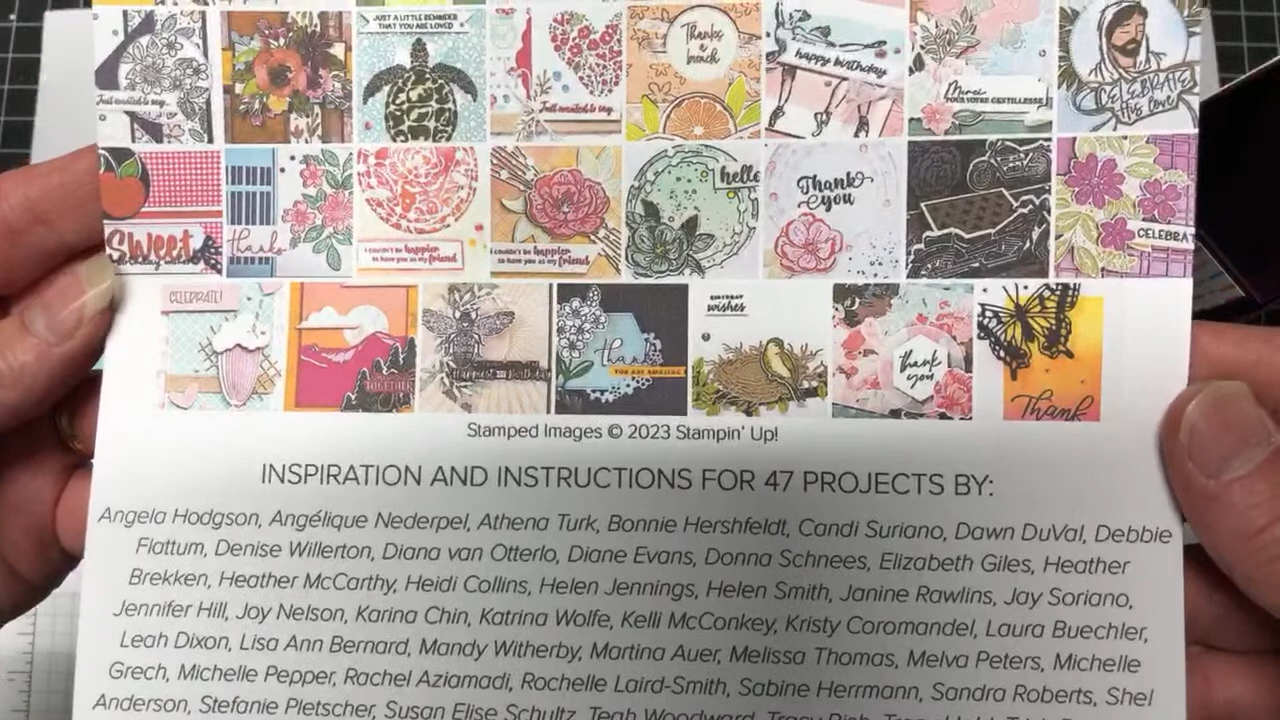 JUST A LITTLE REMINDER
THAT YOU ARE LOVED
Just wanted to say...
Just wanted to say
Thanks
a
bunch
happy birthday
Merci
POUR VOTRE GENTILLESSE
CELEBRATE
His love
Sweet
thanks
I couldn't be happier
to have you as my friend
I couldn't be happier
to have you as my friend
hello
Thank
you
CELEBRAT
CELEBRATE!
TOGETHER
Happiest of Birthday
thank
YOU ARE AMAZING
BIRTHDAY
wishes
thank
you
Thank
Stamped Images © 2023 Stampin' Up!
INSPIRATION AND INSTRUCTIONS FOR 47 PROJECTS BY:
Angela Hodgson, Angélique Nederpel, Athena Turk, Bonnie Hershfeldt, Candi Suriano, Dawn DuVal, Debbie
Flattum, Denise Willerton, Diana van Otterlo, Diane Evans, Donna Schnees, Elizabeth Giles, Heather
Brekken, Heather McCarthy, Heidi Collins, Helen Jennings, Helen Smith, Janine Rawlins, Jay Soriano,
Jennifer Hill, Joy Nelson, Karina Chin, Katrina Wolfe, Kelli McConkey, Kristy Coromandel, Laura Buechler,
Leah Dixon, Lisa Ann Bernard, Mandy Witherby, Martina Auer, Melissa Thomas, Melva Peters, Michelle
Grech, Michelle Pepper, Rachel Aziamadi, Rochelle Laird-Smith, Sabine Herrmann, Sandra Roberts, Shel
Anderson, Stefanie Pletscher, Susan Elise Schultz, Teah Woodward,